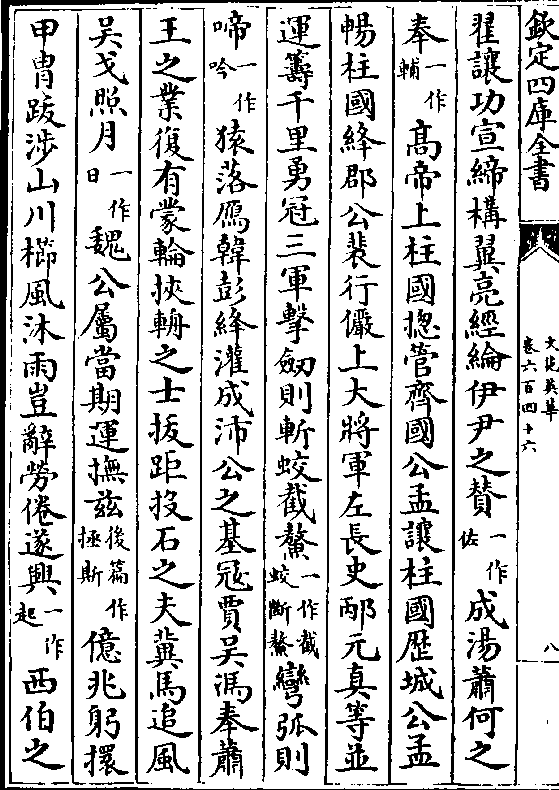 欽定四庫全書
文苑英華
卷六百四十六
八
翟讓功宣締構翼亮經綸伊尹之賛一作佐成湯蕭何之
奉一作輔髙帝上柱國揔管齊國公孟讓柱國歴城公孟
暢柱國絳郡公裴行儼上大將軍左長史邴元真等並
運籌千里勇冠三軍擊劒則斬蛟截鼇一作截蛟斷鼇彎弧則
啼一作吟猿落鴈韓彭絳灌成沛公之基冦賈吴馮奉蕭
王之業復有蒙輪挾輈之士拔距投石之夫冀馬追風
吴戈照月一作日魏公屬當期運撫兹後篇作拯斯億兆躬擐
甲胄跋涉山川櫛風沐雨豈辭勞倦遂興一作起西伯之